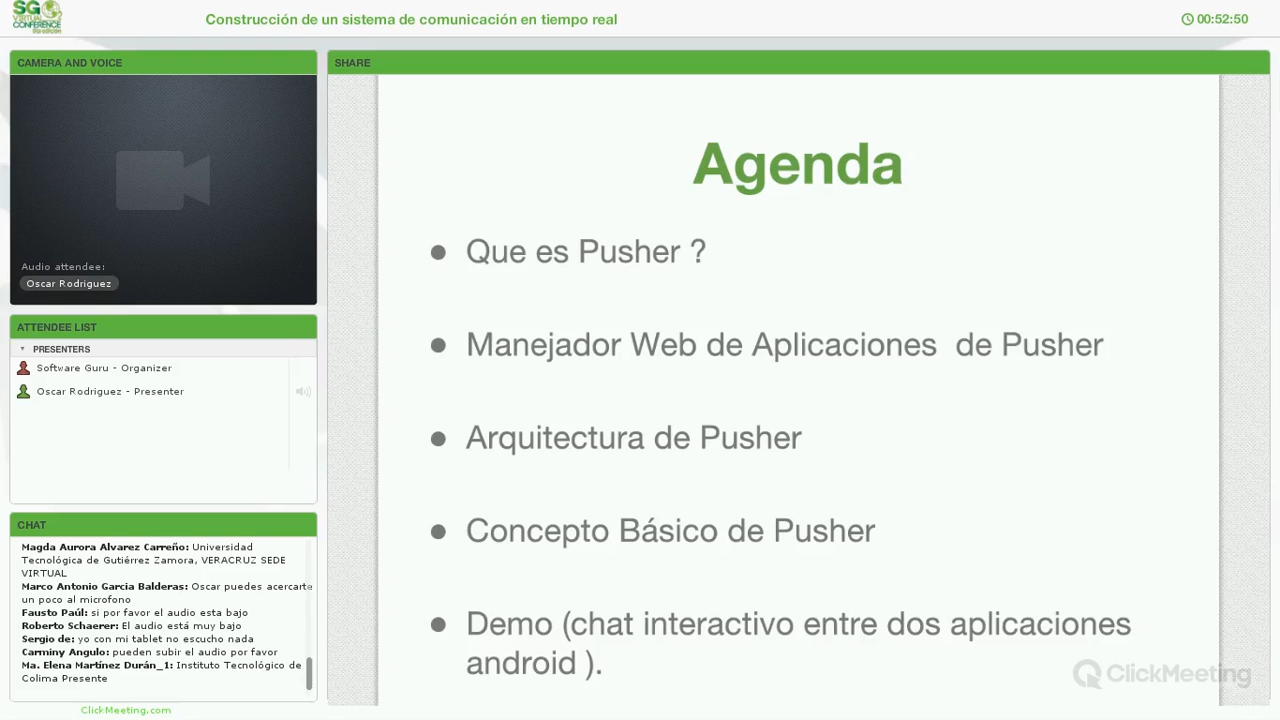 SG
VIRTUAL
CONFERENCE
Construcción de un sistema de comunicación en tiempo real
00:52:50
CAMERA AND VOICE
Audio attendee:
Oscar Rodriguez
ATTENDEE LIST
PRESENTERS
Software Guru - Organizer
Oscar Rodriguez - Presenter
CHAT
Magda Aurora Alvarez Carreño: Universidad
Tecnológica de Gutiérrez Zamora, VERACRUZ SEDE
VIRTUAL
Marco Antonio Garcia Balderas: Oscar puedes acercarte
un poco al microfono
Fausto Paúl: si por favor el audio esta bajo
Roberto Schaerer: El audio está muy bajo
Sergio de: yo con mi tablet no escucho nada
Carminy Angulo: pueden subir el audio por favor
Ma. Elena Martínez Durán_1: Instituto Tecnológico de
Colima Presente
ClickMeeting.com
SHARE
Agenda
● Que es Pusher ?
● Manejador Web de Aplicaciones  de Pusher
● Arquitectura de Pusher
● Concepto Básico de Pusher
● Demo (chat interactivo entre dos aplicaciones
android ).
ClickMeeting